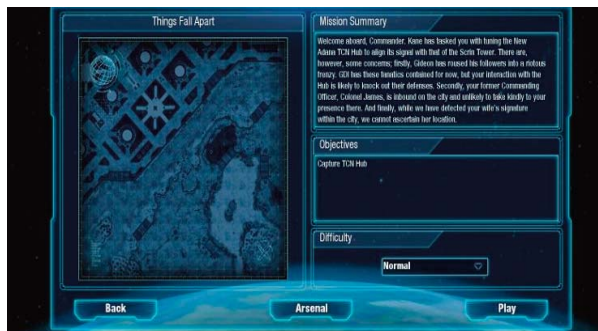 Things Fall Apart
Mission Summary
Welcome aboard, Commander. Kane has tasked you with tuning the New
Adana TCN Hub to align its signal with that of the Scrin Tower. There are,
however, some concerns; firstly, Gideon has roused his followers into a riotous
frenzy. GDI has these fanatics contained for now, but your interaction with the
Hub is likely to knock out their defenses. Secondly, your former Commanding
Officer, Colonel James, is inbound on the city and unlikely to take kindly to your
presence there. And finally, while we have detected your wife's signature
within the city, we cannot ascertain her location.
Objectives
Capture TCN Hub
Difficulty
Normal
Back
Arsenal
Play